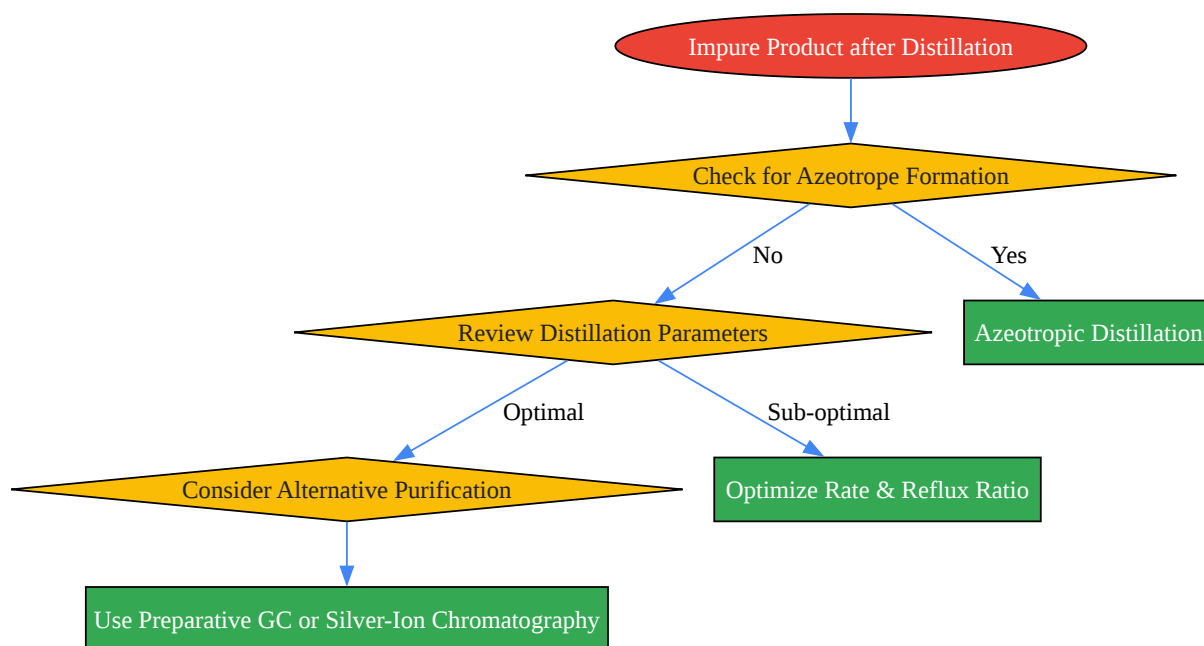 Impure Product after Distillation
Check for Azeotrope Formation
No
Yes
Review Distillation Parameters
Azeotropic Distillation
Optimal
Sub-optimal
Consider Alternative Purification
Optimize Rate & Reflux Ratio
Use Preparative GC or Silver-Ion Chromatography